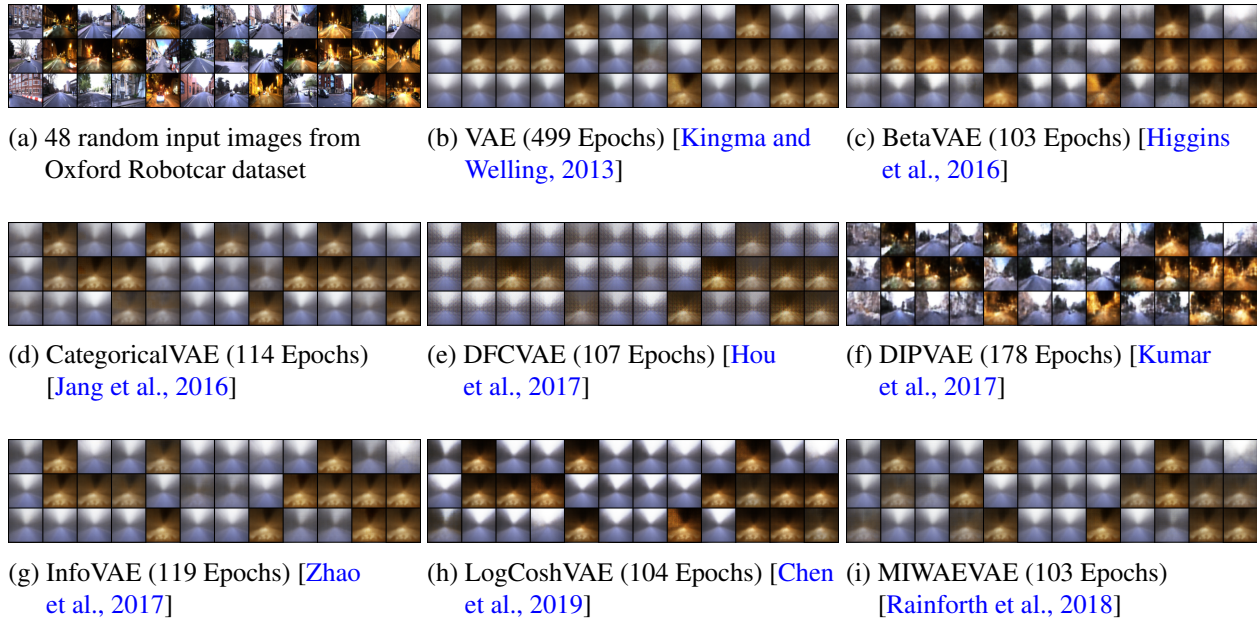 (a) 48 random input images from
Oxford Robotcar dataset
(b) VAE (499 Epochs) [Kingma and
Welling, 2013]
(c) BetaVAE (103 Epochs) [Higgins
et al., 2016]
(d) CategoricalVAE (114 Epochs)
[Jang et al., 2016]
(e) DFCVAE (107 Epochs) [Hou
et al., 2017]
(f) DIPVAE (178 Epochs) [Kumar
et al., 2017]
(g) InfoVAE (119 Epochs) [Zhao
et al., 2017]
(h) LogCoshVAE (104 Epochs) [Chen
et al., 2019]
(i) MIWAEVAE (103 Epochs)
[Rainforth et al., 2018]